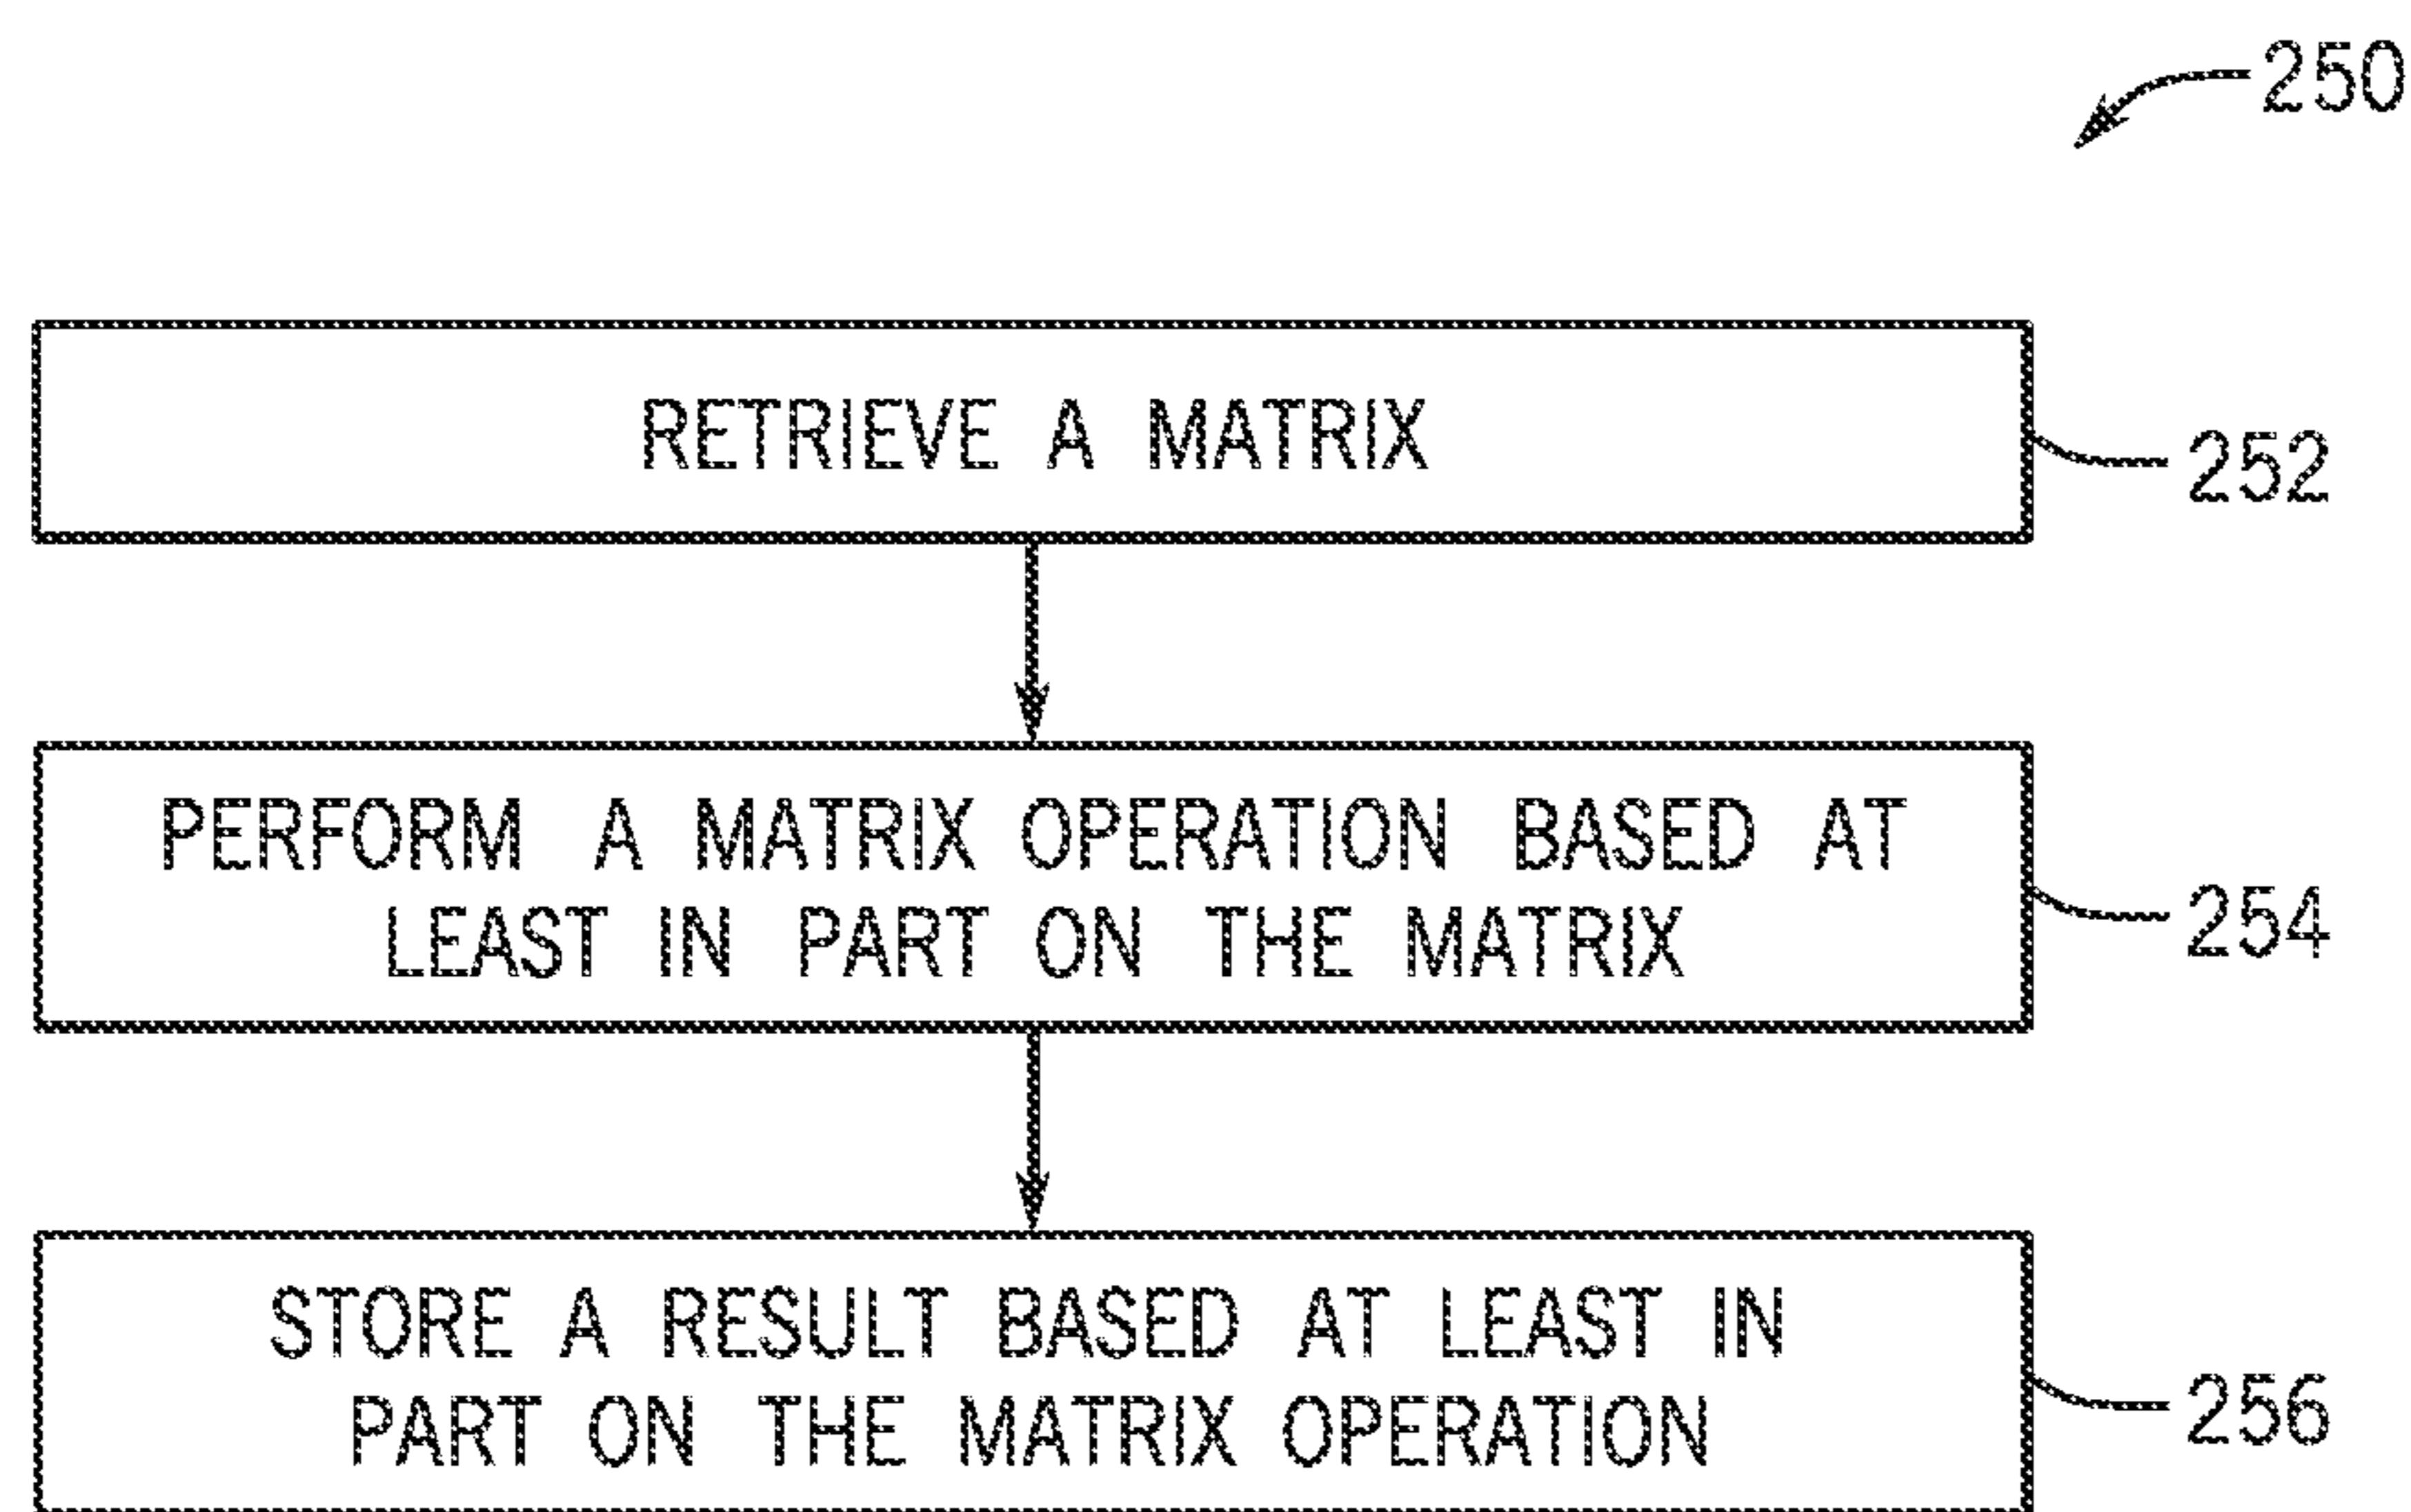 250
RETRIEVE A MATRIX
252
PERFORM A MATRIX OPERATION BASED AT
LEAST IN PART ON THE MATRIX
254
STORE A RESULT BASED AT LEAST IN
PART ON THE MATRIX OPERATION
256